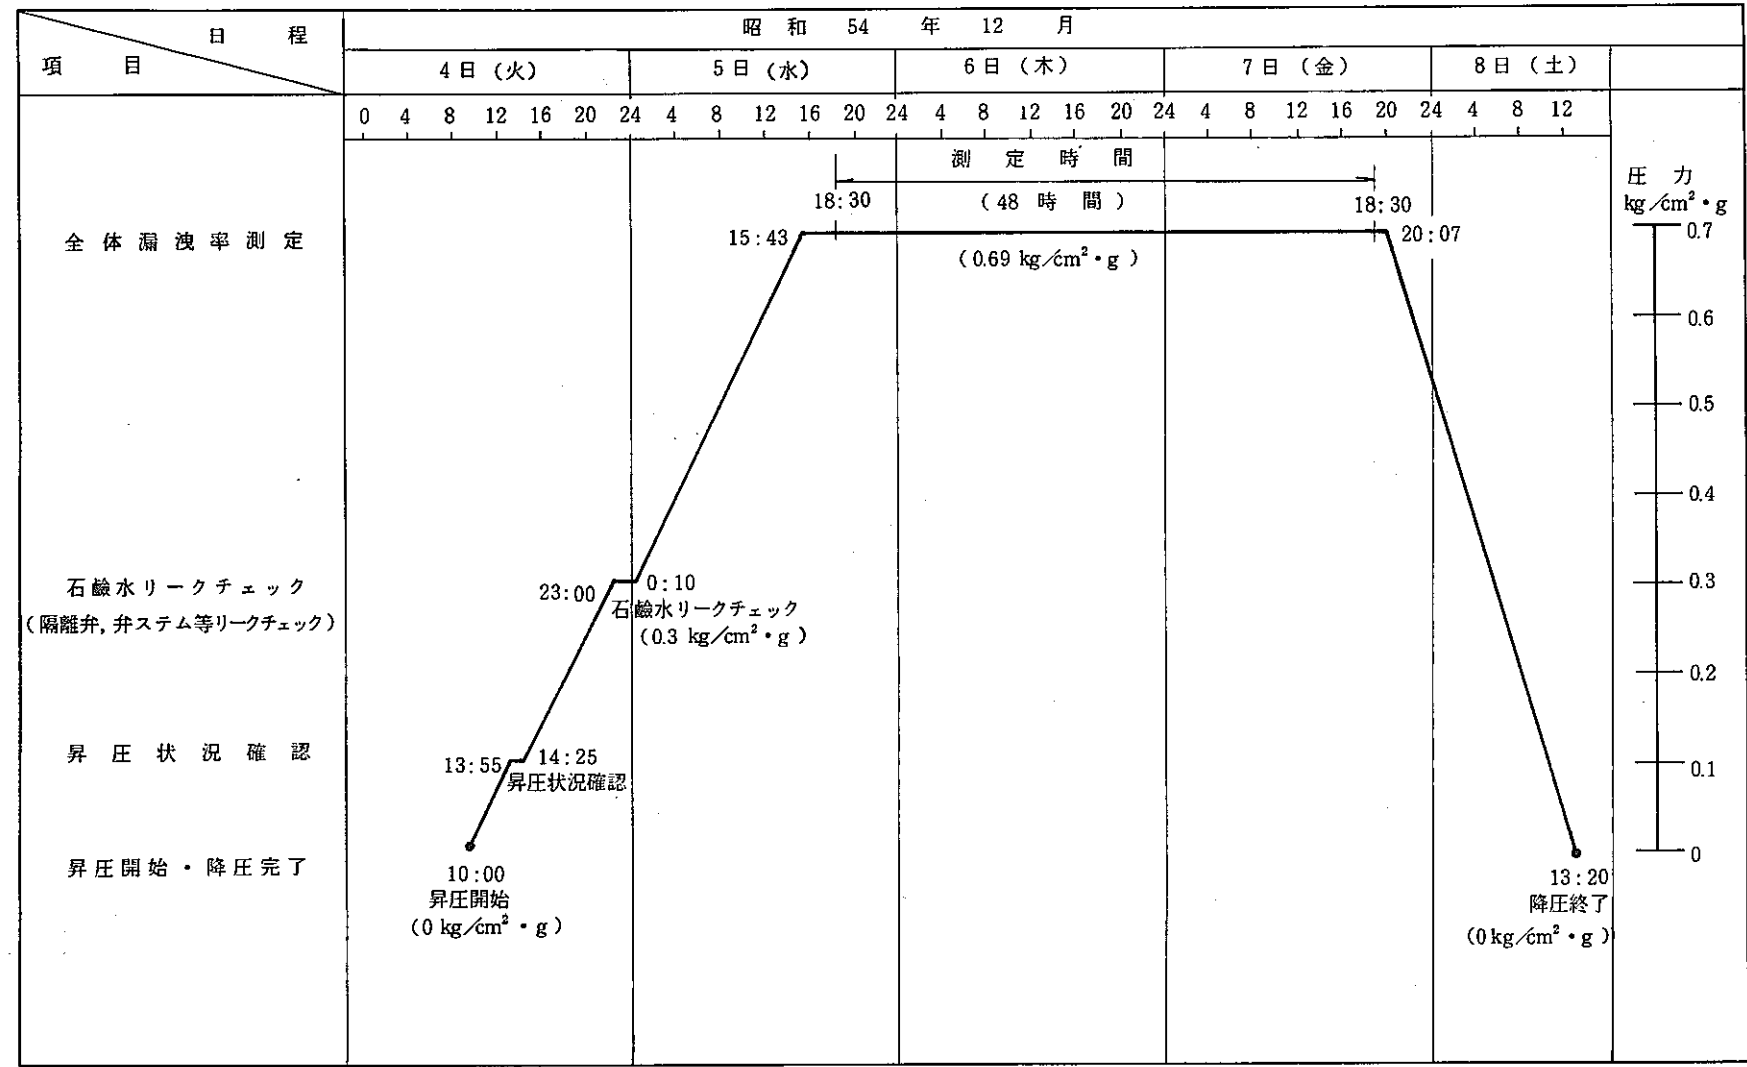 昭和 54 年 12 月
日 程
項 目
4日(火) 5日(水) 6日(木) 7日(金) 8日(土)
0 4 8 12 16 20 24 4 8 12 16 20 24 4 8 12 16 20 24 4 8 12 16 20 24 4 8 12
測定時間
(48時間)
18:30 18:30
圧力
kg/cm²・g
全体漏洩率測定
15:43
20:07
(0.69 kg/cm²・g)
0.7
0.6
0.5
0.4
0.3
0.2
0.1
0
石鹼水リークチェック
(隔離弁,弁ステム等リークチェック)
23:00
0:10
石鹼水リークチェック
(0.3 kg/cm²・g)
昇圧状況確認
13:55
14:25
昇圧状況確認
昇圧開始・降圧完了
10:00
昇圧開始
(0 kg/cm²・g)
13:20
降圧終了
(0 kg/cm²・g)